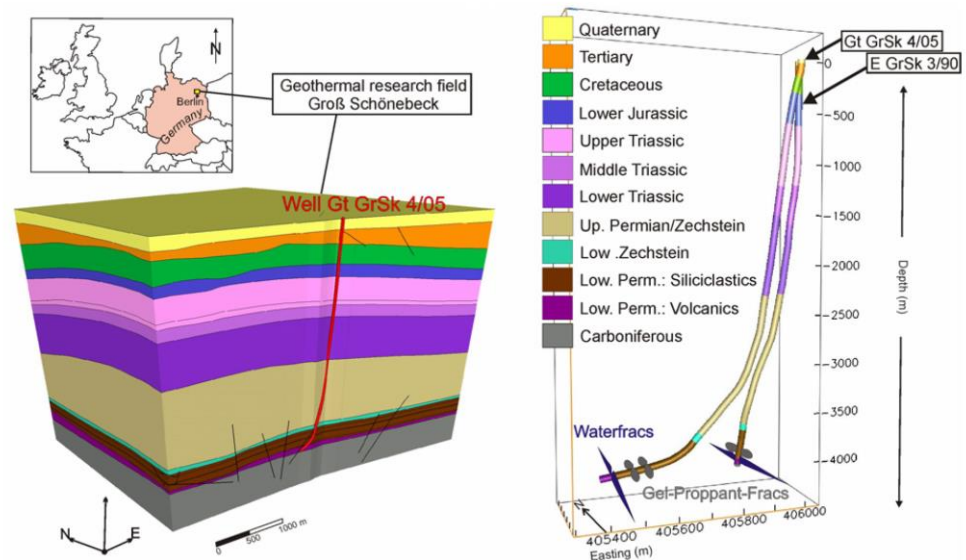 N
Berlin
Germany
Geothermal research field
Groß Schönebeck
Well Gt GrSk 4/05
N
E
0
500
1000 m
Quaternary
Tertiary
Cretaceous
Lower Jurassic
Upper Triassic
Middle Triassic
Lower Triassic
Up. Permian/Zechstein
Low .Zechstein
Low. Perm.: Siliciclastics
Low. Perm.: Volcanics
Carboniferous
Gt GrSk 4/05
E GrSk 3/90
0
-500
-1000
-1500
-2000
-2500
-3000
-3500
-4000
Depth (m)
Waterfracs
Gel-Proppant-Fracs
N
405400
405600
405800
406000
Easting (m)